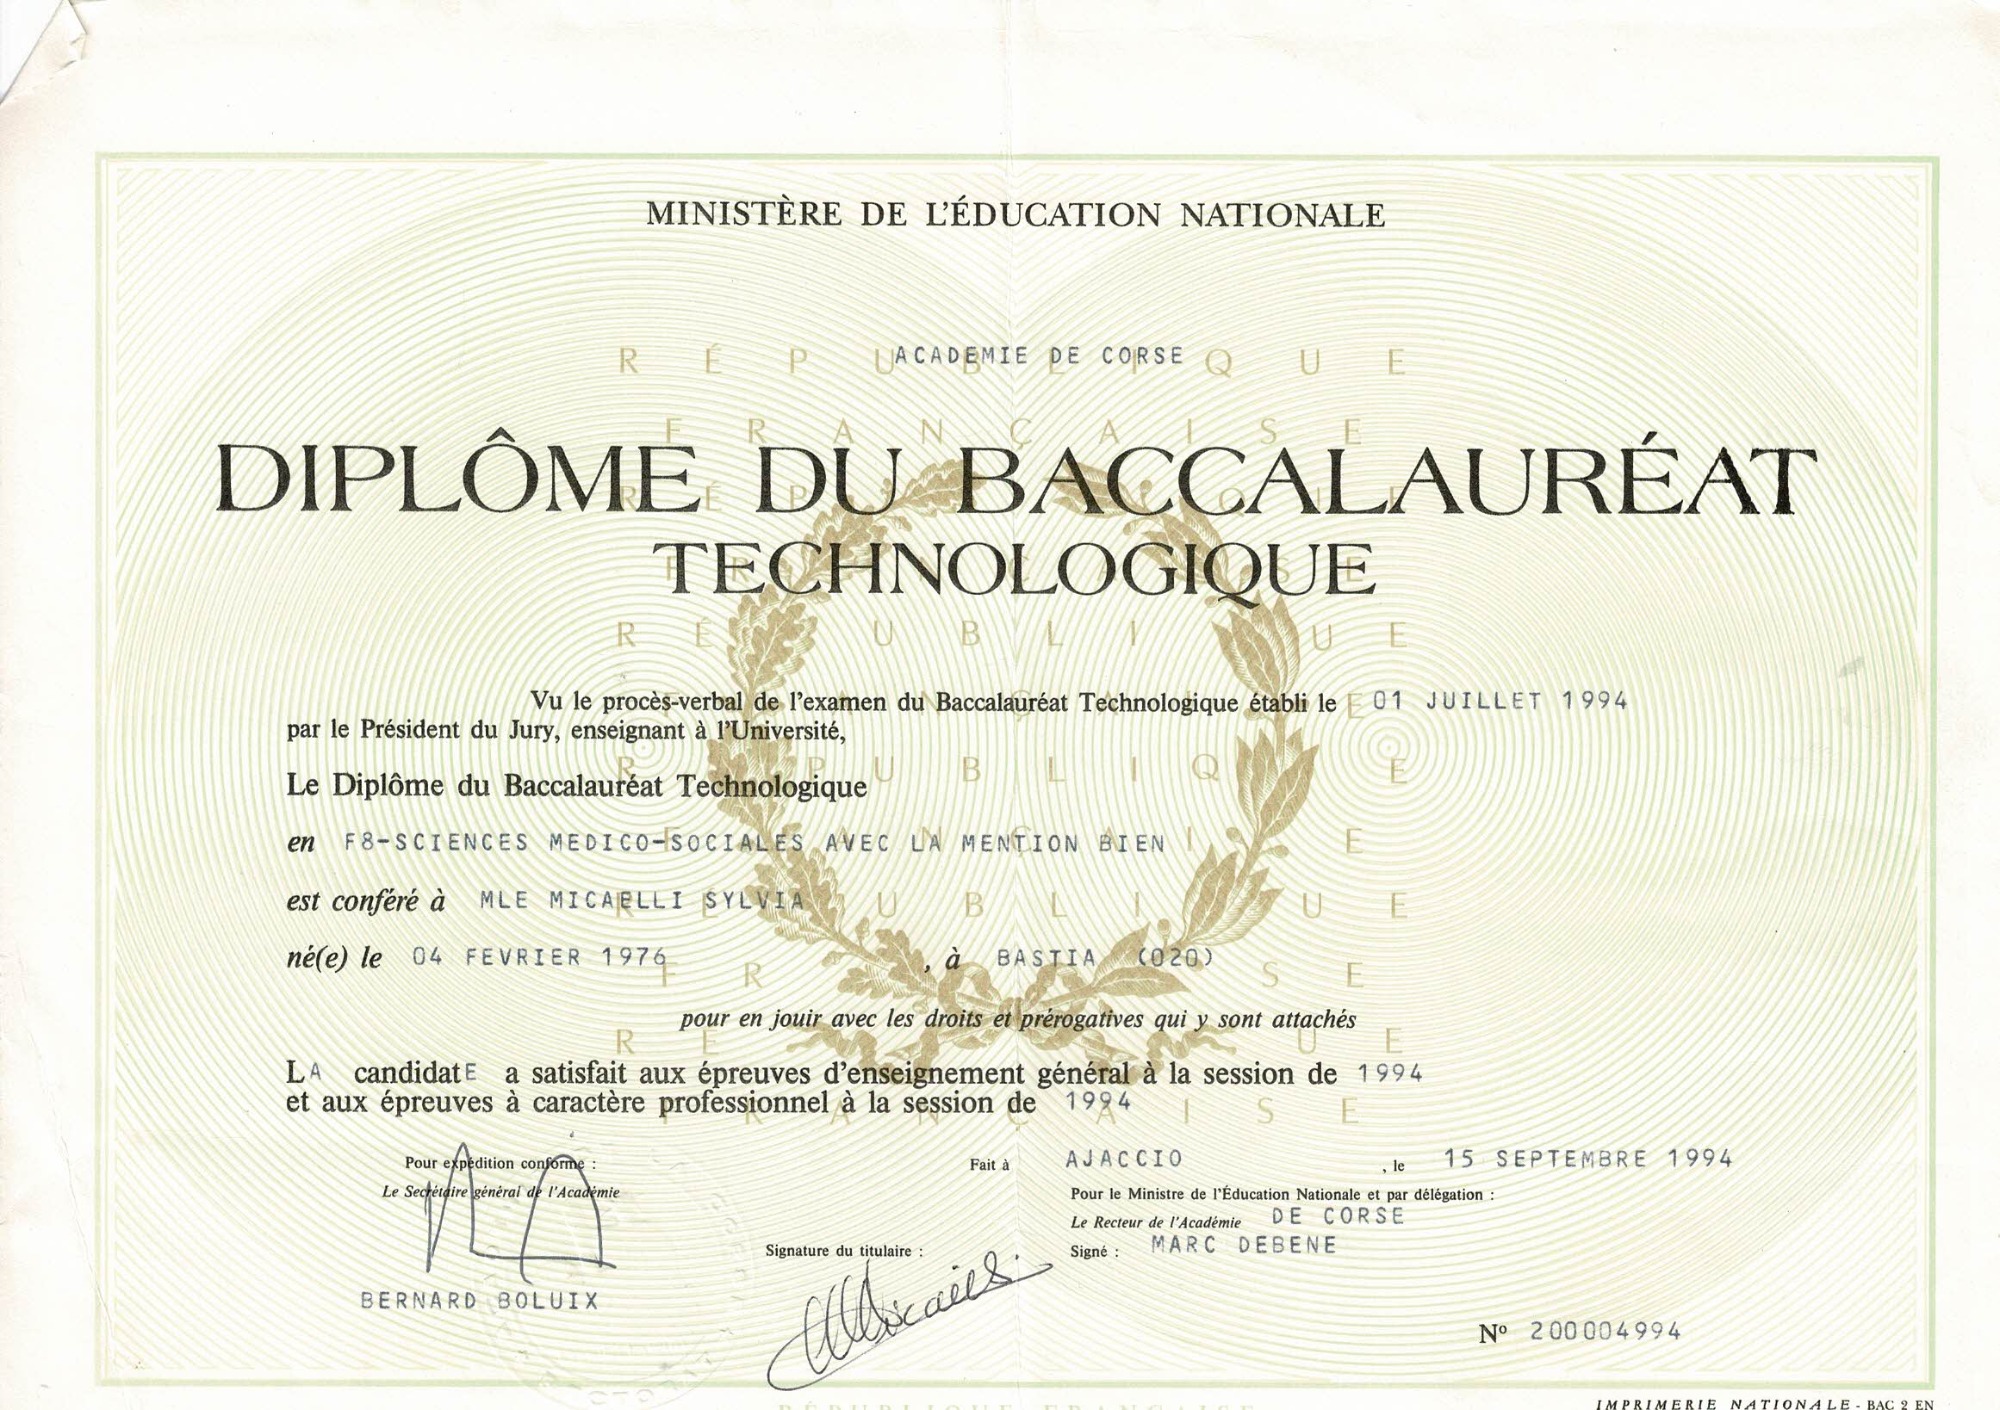 MINISTÈRE DE L'ÉDUCATION NATIONALE
ACADEMIE DE CORSE
RÉPUBLIQUE
FRANÇAISE
DIPLÔME DU BACCALAURÉAT
TECHNOLOGIQUE
Vu le procès-verbal de l'examen du Baccalauréat Technologique établi le 01 JUILLET 1994
par le Président du Jury, enseignant à l'Université,
Le Diplôme du Baccalauréat Technologique
en F8-SCIENCES MEDICO-SOCIALES AVEC LA MENTION BIEN
est conféré à MLE MICAELLI SYLVIA
né(e) le 04 FEVRIER 1976 , à BASTIA (020)
pour en jouir avec les droits et prérogatives qui y sont attachés
LA candidatE a satisfait aux épreuves d'enseignement général à la session de 1994
et aux épreuves à caractère professionnel à la session de 1994
Pour expédition conforme :
Le Secrétaire général de l'Académie
BERNARD BOLUIX
Signature du titulaire :
Micaelli
Fait à AJACCIO , le 15 SEPTEMBRE 1994
Pour le Ministre de l'Éducation Nationale et par délégation :
Le Recteur de l'Académie DE CORSE
Signé : MARC DEBENE
Nº 200004994
RÉPUBLIQUE FRANÇAISE
IMPRIMERIE NATIONALE - BAC 2 EN